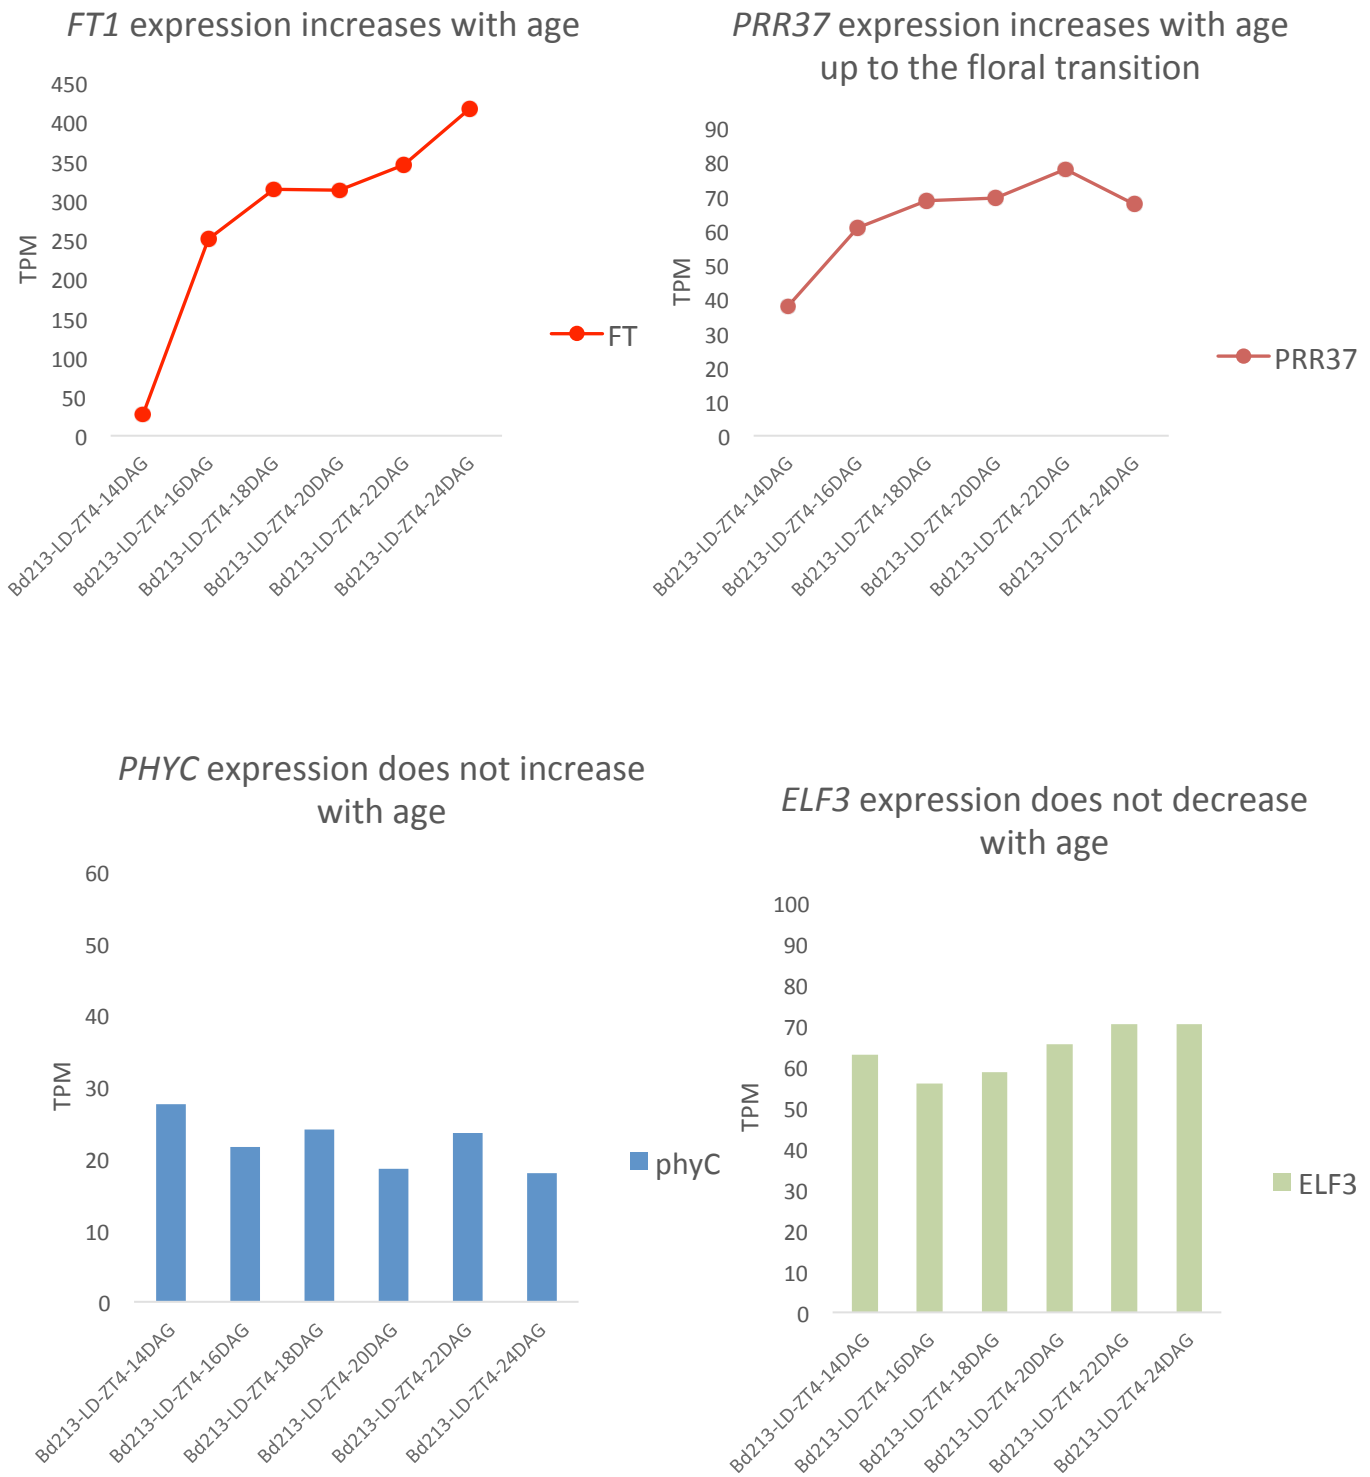 FT1 expression increases with age
450
400
350
300
250
200
150
100
50
0
TPM
FT
Bd213-LD-ZT4-14DAG
Bd213-LD-ZT4-16DAG
Bd213-LD-ZT4-18DAG
Bd213-LD-ZT4-20DAG
Bd213-LD-ZT4-22DAG
Bd213-LD-ZT4-24DAG
PRR37 expression increases with age
up to the floral transition
90
80
70
60
50
40
30
20
10
0
TPM
PRR37
Bd213-LD-ZT4-14DAG
Bd213-LD-ZT4-16DAG
Bd213-LD-ZT4-18DAG
Bd213-LD-ZT4-20DAG
Bd213-LD-ZT4-22DAG
Bd213-LD-ZT4-24DAG
PHYC expression does not increase
with age
60
50
40
30
20
10
0
TPM
phyC
Bd213-LD-ZT4-14DAG
Bd213-LD-ZT4-16DAG
Bd213-LD-ZT4-18DAG
Bd213-LD-ZT4-20DAG
Bd213-LD-ZT4-22DAG
Bd213-LD-ZT4-24DAG
ELF3 expression does not decrease
with age
100
90
80
70
60
50
40
30
20
10
0
TPM
ELF3
Bd213-LD-ZT4-14DAG
Bd213-LD-ZT4-16DAG
Bd213-LD-ZT4-18DAG
Bd213-LD-ZT4-20DAG
Bd213-LD-ZT4-22DAG
Bd213-LD-ZT4-24DAG